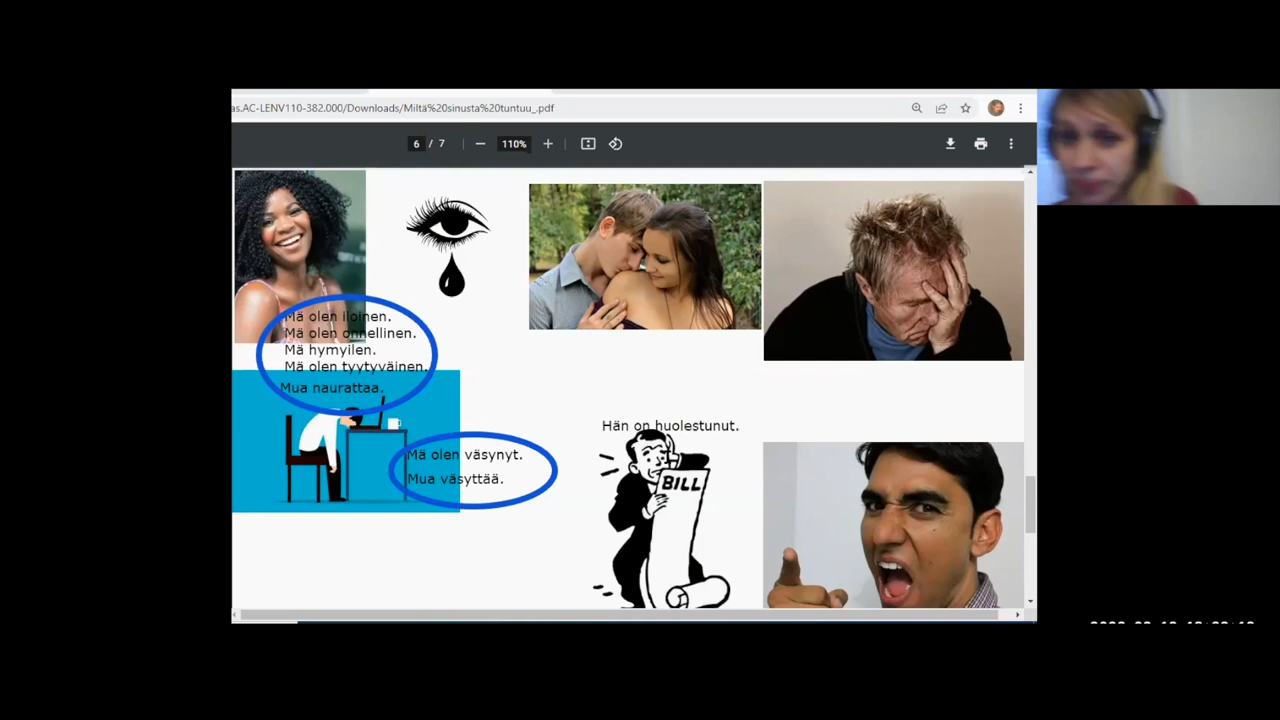 as.AC-LENV110-382.000/Downloads/Miltä%20sinusta%20tuntuu_.pdf
6 / 7
110%
Mä olen iloinen.
Mä olen onnellinen.
Mä hymyilen.
Mä olen tyytyväinen.
Mua naurattaa.
Hän on huolestunut.
Mä olen väsynyt.
Mua väsyttää.
BILL